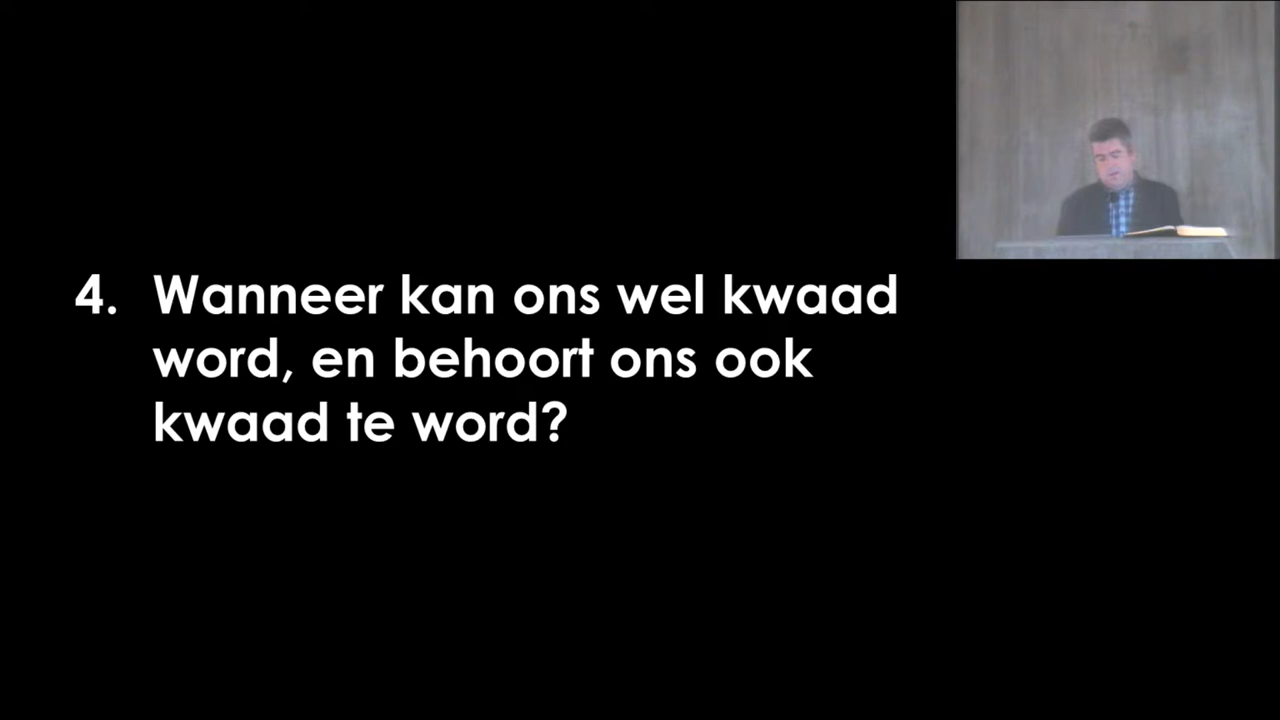 4. Wanneer kan ons wel kwaad
word, en behoort ons ook
kwaad te word?